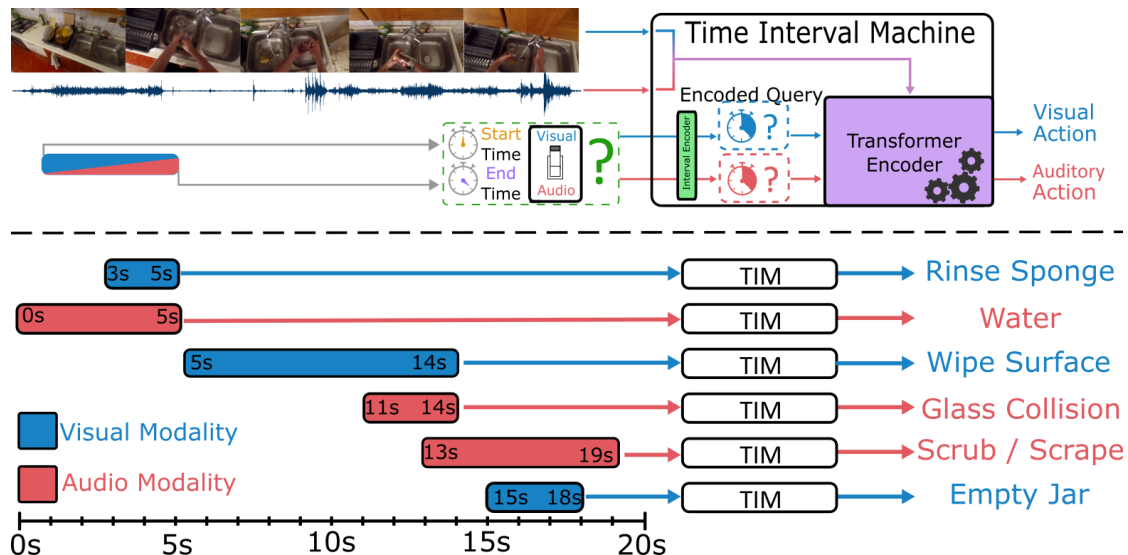 Time Interval Machine
Encoded Query
Start
Time
End
Time
Visual
Audio
?
Interval Encoder
?
?
Transformer
Encoder
Visual
Action
Auditory
Action
3s 5s
TIM
Rinse Sponge
0s 5s
TIM
Water
5s 14s
TIM
Wipe Surface
11s 14s
TIM
Glass Collision
13s 19s
TIM
Scrub / Scrape
15s 18s
TIM
Empty Jar
Visual Modality
Audio Modality
0s 5s 10s 15s 20s